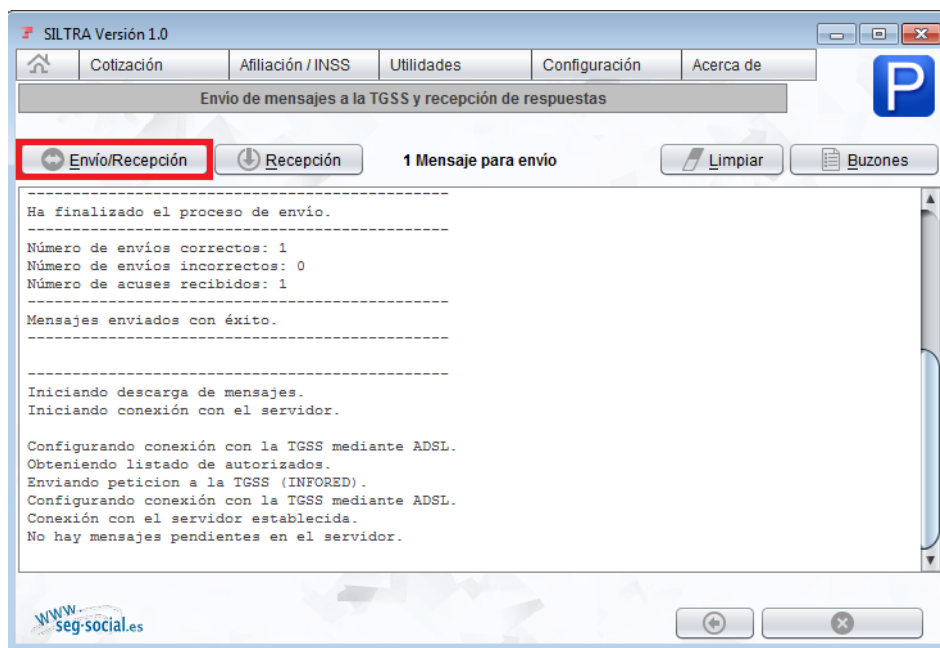 SILTRA Versión 1.0
Cotización Afiliación / INSS Utilidades Configuración Acerca de
Envío de mensajes a la TGSS y recepción de respuestas
P
Envío/Recepción Recepción 1 Mensaje para envio Limpiar Buzones
------------------------------------------------
Ha finalizado el proceso de envío.
------------------------------------------------
Número de envíos correctos: 1
Número de envíos incorrectos: 0
Número de acuses recibidos: 1
------------------------------------------------
Mensajes enviados con éxito.
------------------------------------------------
------------------------------------------------
Iniciando descarga de mensajes.
Iniciando conexión con el servidor.
Configurando conexión con la TGSS mediante ADSL.
Obteniendo listado de autorizados.
Enviando peticion a la TGSS (INFORED).
Configurando conexión con la TGSS mediante ADSL.
Conexión con el servidor establecida.
No hay mensajes pendientes en el servidor.
www.
seg-social.es